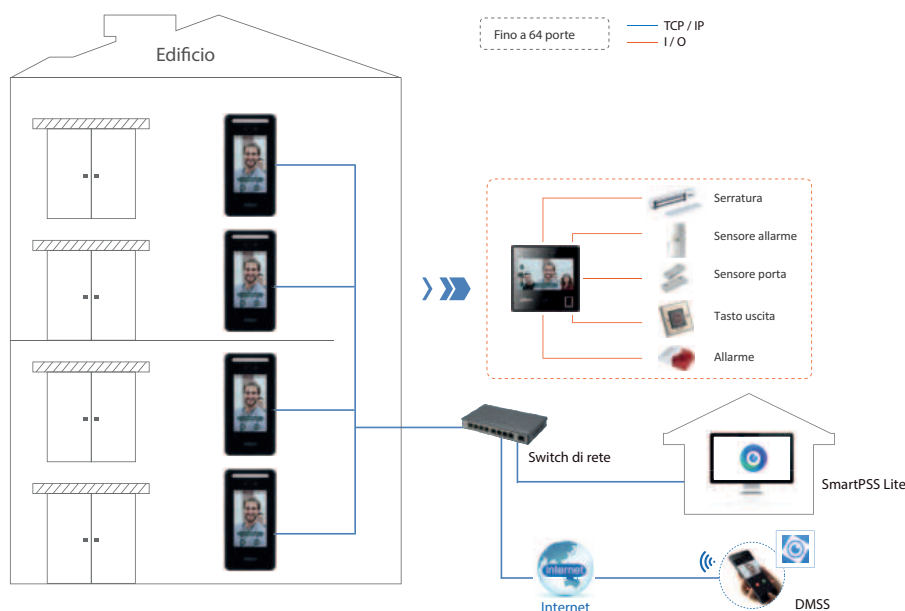 Edificio
Fino a 64 porte
TCP / IP
I / O
Serratura
Sensore allarme
Sensore porta
Tasto uscita
Allarme
Switch di rete
SmartPSS Lite
internet
Internet
DMSS